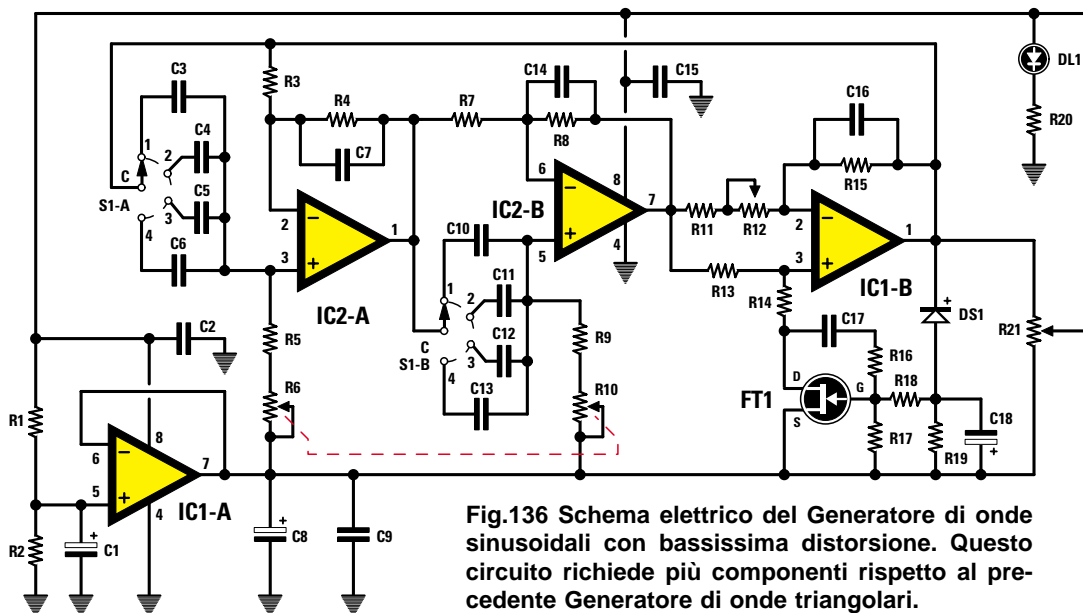 C3
C4
C5
C6
1
2
3
4
C
S1-A
R3
R4
C7
R7
C14
R8
C15
C16
R15
DL1
R20
2
3
1
IC2-A
6
5
8
4
7
IC2-B
R11
R12
R13
R14
2
3
1
IC1-B
C10
C11
C12
C13
1
2
3
4
C
S1-B
R5
R6
R9
R10
C17
R16
D
G
S
FT1
R18
R17
R19
DS1
+
C18
+
R21
C2
R1
R2
6
5
8
4
7
IC1-A
C1
+
C8
+
C9
Fig.136 Schema elettrico del Generatore di onde
sinusoidali con bassissima distorsione. Questo
circuito richiede più componenti rispetto al pre-
cedente Generatore di onde triangolari.